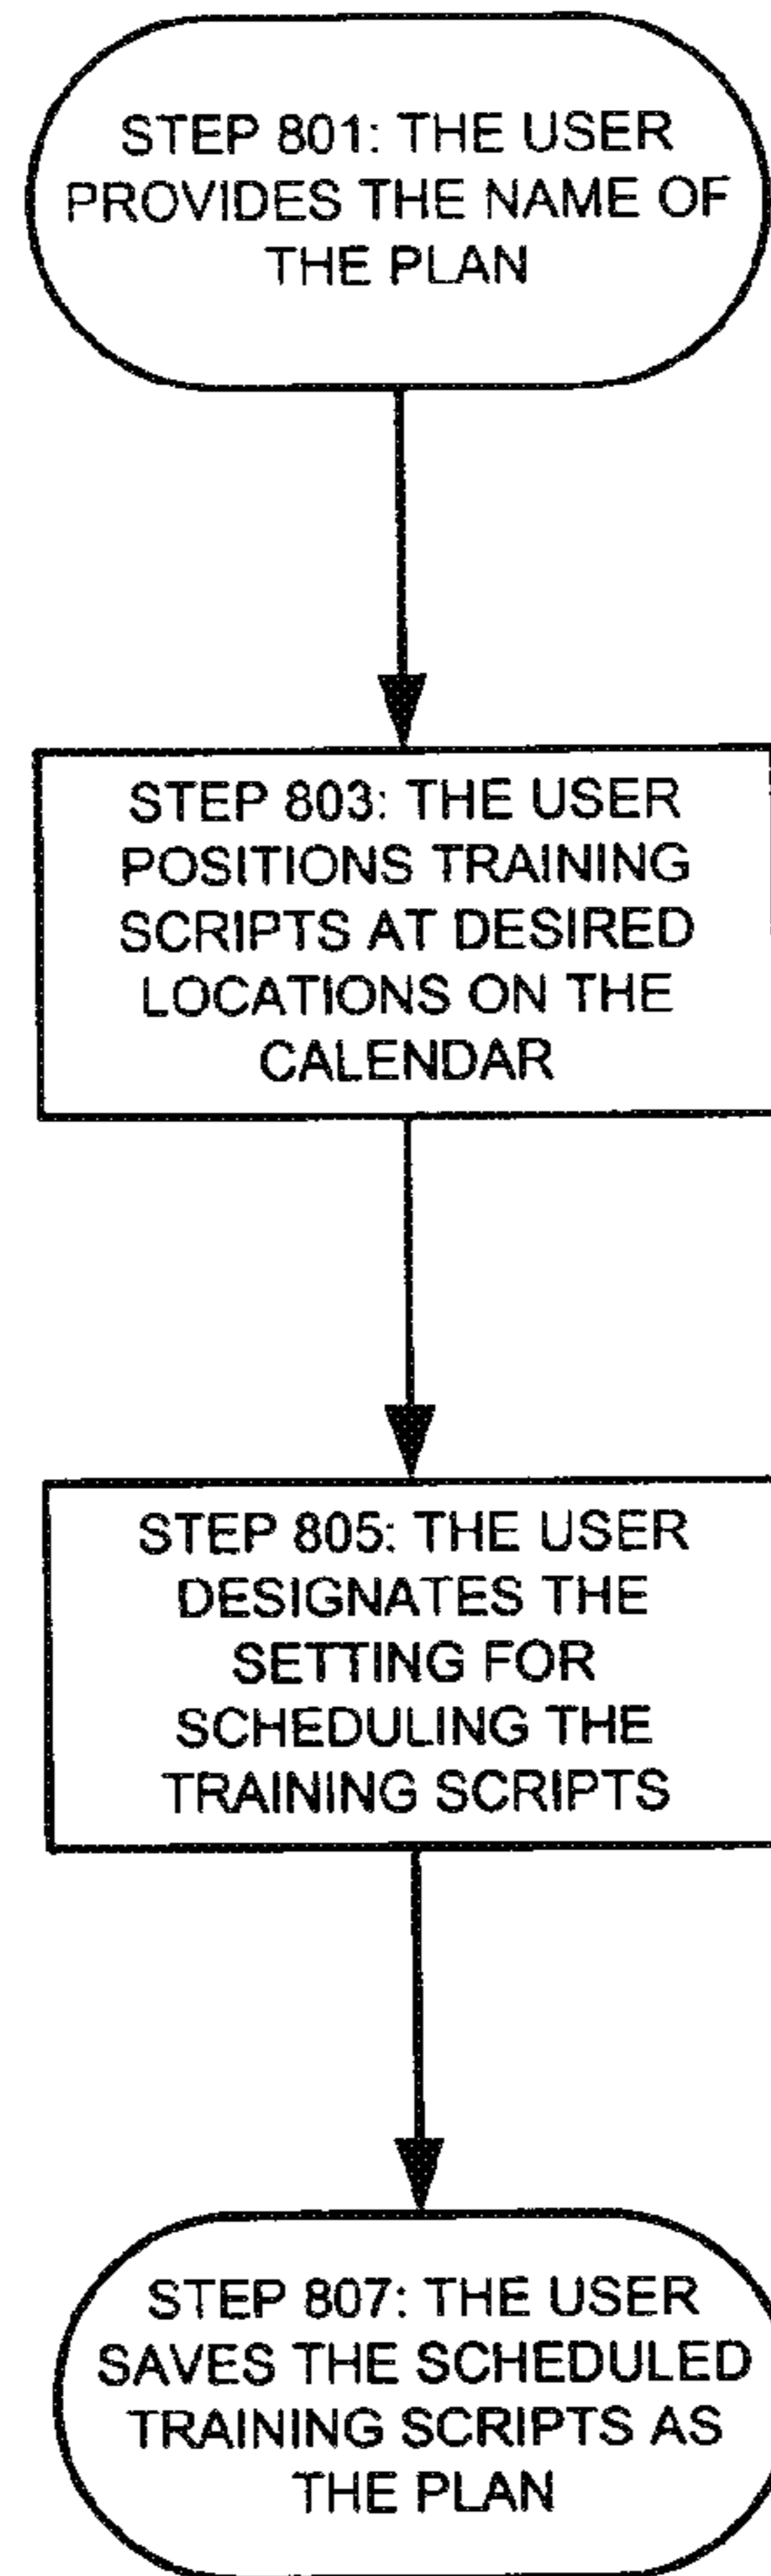 STEP 801: THE USER
PROVIDES THE NAME OF
THE PLAN
STEP 803: THE USER
POSITIONS TRAINING
SCRIPTS AT DESIRED
LOCATIONS ON THE
CALENDAR
STEP 805: THE USER
DESIGNATES THE
SETTING FOR
SCHEDULING THE
TRAINING SCRIPTS
STEP 807: THE USER
SAVES THE SCHEDULED
TRAINING SCRIPTS AS
THE PLAN